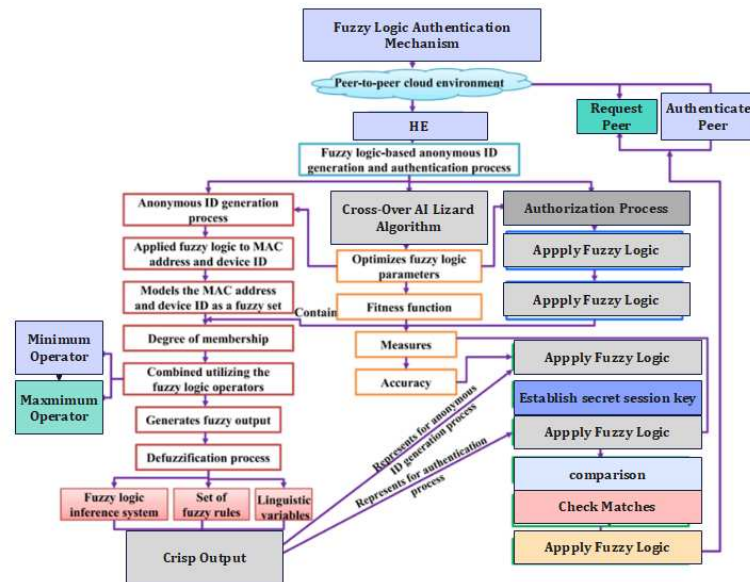 Fuzzy Logic Authentication
Mechanism
Peer-to-peer cloud environment
Request
Peer
Authenticate
Peer
HE
Fuzzy logic-based anonymous ID
generation and authentication process
Anonymous ID generation
process
Cross-Over AI Lizard
Algorithm
Authorization Process
Applied fuzzy logic to MAC
address and device ID
Optimizes fuzzy logic
parameters
Appply Fuzzy Logic
Models the MAC address
and device ID as a fuzzy set
Fitness function
Appply Fuzzy Logic
Contain
Minimum
Operator
Degree of membership
Measures
Appply Fuzzy Logic
Maxmimum
Operator
Combined utilizing the
fuzzy logic operators
Accuracy
Establish secret session key
Generates fuzzy output
Represents for anonymous
ID generation process
Appply Fuzzy Logic
Defuzzification process
Represents for authentication
process
comparison
Fuzzy logic
inference system
Set of
fuzzy rules
Linguistic
variables
Check Matches
Crisp Output
Appply Fuzzy Logic